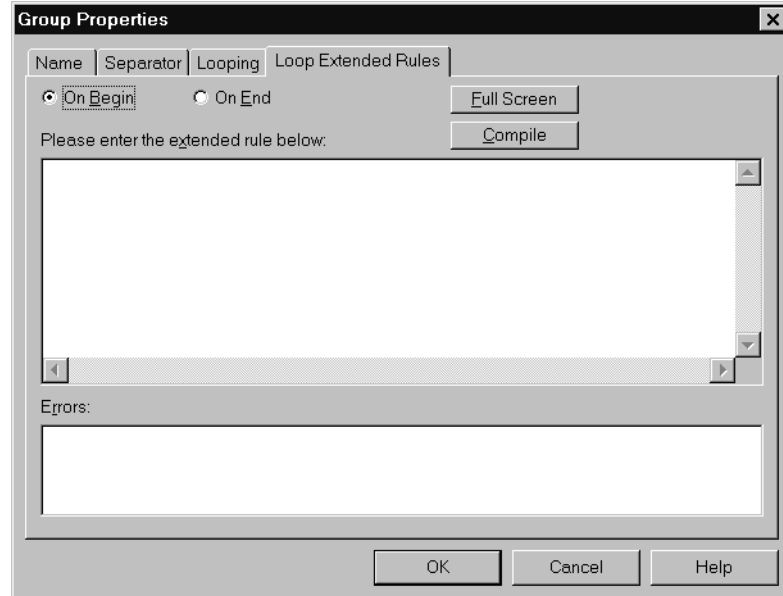 Group Properties
Name Separator Looping Loop Extended Rules
On Begin On End Full Screen
Please enter the extended rule below: Compile
Errors:
OK Cancel Help